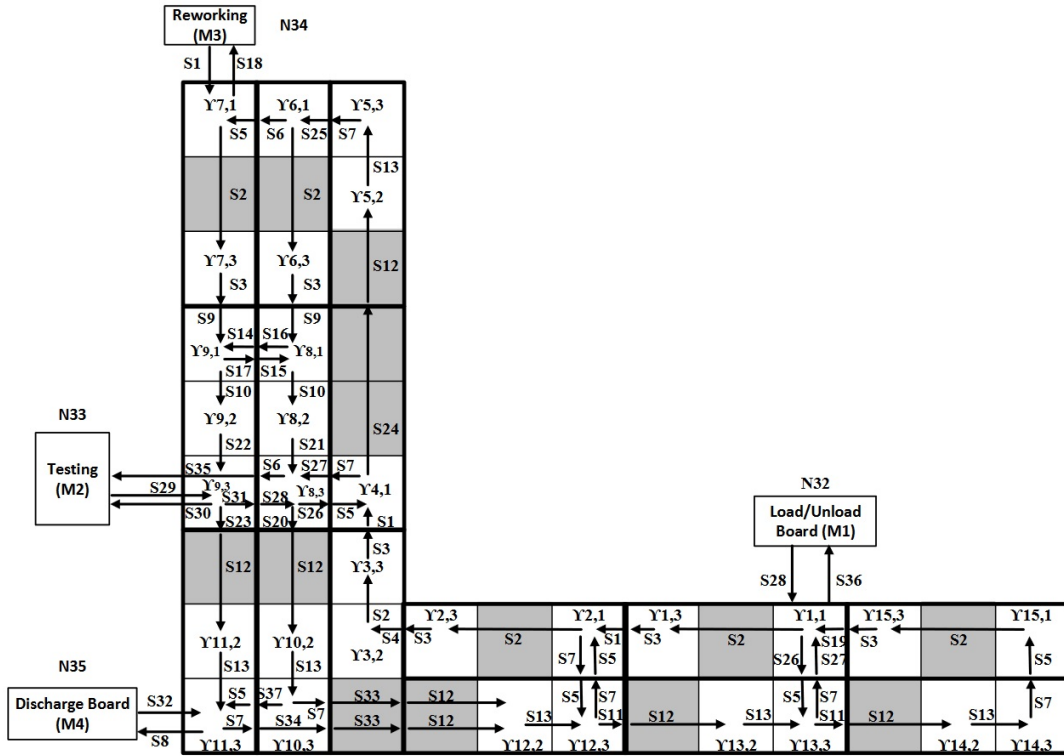 Reworking
(M3)
N34
S1
S18
ϒ7,1
ϒ6,1
ϒ5,3
S5
S6
S25
S7
S13
S2
S2
ϒ5,2
ϒ7,3
ϒ6,3
S12
S3
S3
S9
S9
S14
S16
ϒ9,1
ϒ8,1
S17
S15
S10
S10
N33
ϒ9,2
ϒ8,2
S24
S22
S21
Testing
(M2)
S35
S6
S27
S7
ϒ9,3
ϒ8,3
ϒ4,1
S29
S31
S28
S30
S23
S20
S26
S5
S1
N32
Load/Unload
Board (M1)
S3
S12
S12
ϒ3,3
S28
S36
S2
ϒ2,3
ϒ2,1
ϒ1,3
ϒ1,1
ϒ15,3
ϒ15,1
S4
S3
S2
S1
S3
S2
S19
S3
S2
ϒ11,2
ϒ10,2
ϒ3,2
S7
S5
S26
S27
S5
N35
S13
S13
Discharge Board
(M4)
S32
S5
S37
S33
S12
S5
S7
S5
S7
S7
S7
S8
S7
S34
S33
S12
S13
S11
S12
S13
S11
S12
S13
ϒ11,3
ϒ10,3
ϒ12,2
ϒ12,3
ϒ13,2
ϒ13,3
ϒ14,2
ϒ14,3